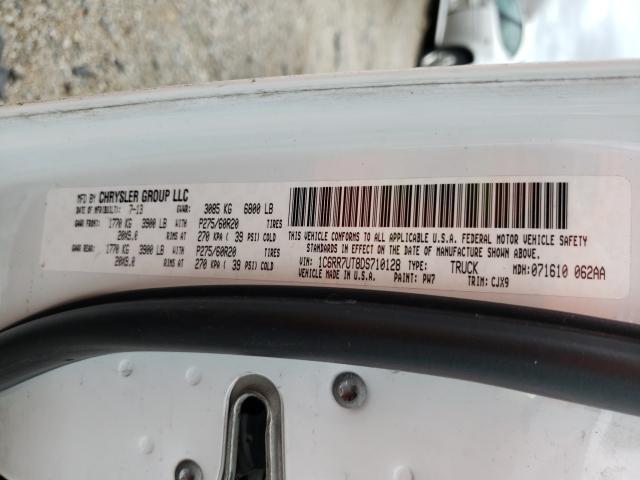 MFD BY CHRYSLER GROUP LLC
DATE OF MFR(BUILT): 7-13 GVWR: 3085 KG 6800 LB
GAWR FRONT: 1770 KG 3900 LB P275/60R20 TIRES
20X9.0 RIMS AT 270 KPA ( 39 PSI) COLD
GAWR REAR: 1770 KG 3900 LB P275/60R20 TIRES
20X9.0 RIMS AT 270 KPA ( 39 PSI) COLD
THIS VEHICLE CONFORMS TO ALL APPLICABLE U.S.A. FEDERAL MOTOR VEHICLE SAFETY
STANDARDS IN EFFECT ON THE DATE OF MANUFACTURE SHOWN ABOVE.
VIN: 1C6RR7UT8DS710128 TYPE: TRUCK MDH:071610 062AA
VEHICLE MADE IN U.S.A. PAINT: PW7 TRIM: CJX9